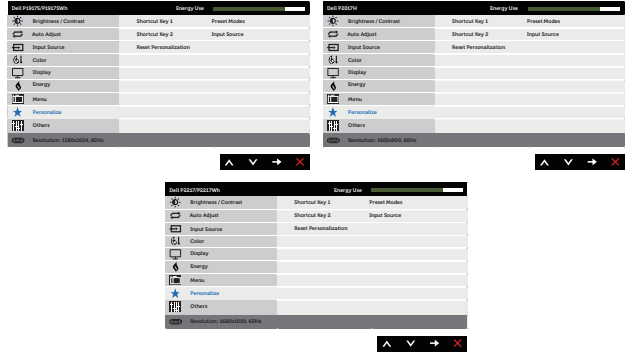 Dell P1917S/P1917SWh Energy Use
Brightness / Contrast Shortcut Key 1 Preset Modes
Auto Adjust Shortcut Key 2 Input Source
Input Source Reset Personalization
Color
Display
Energy
Menu
Personalize
Others
Resolution: 1280x1024, 60Hz
Dell P2017H Energy Use
Brightness / Contrast Shortcut Key 1 Preset Modes
Auto Adjust Shortcut Key 2 Input Source
Input Source Reset Personalization
Color
Display
Energy
Menu
Personalize
Others
Resolution: 1600x900, 60Hz
Dell P2217/P2217Wh Energy Use
Brightness / Contrast Shortcut Key 1 Preset Modes
Auto Adjust Shortcut Key 2 Input Source
Input Source Reset Personalization
Color
Display
Energy
Menu
Personalize
Others
Resolution: 1680x1050, 60Hz